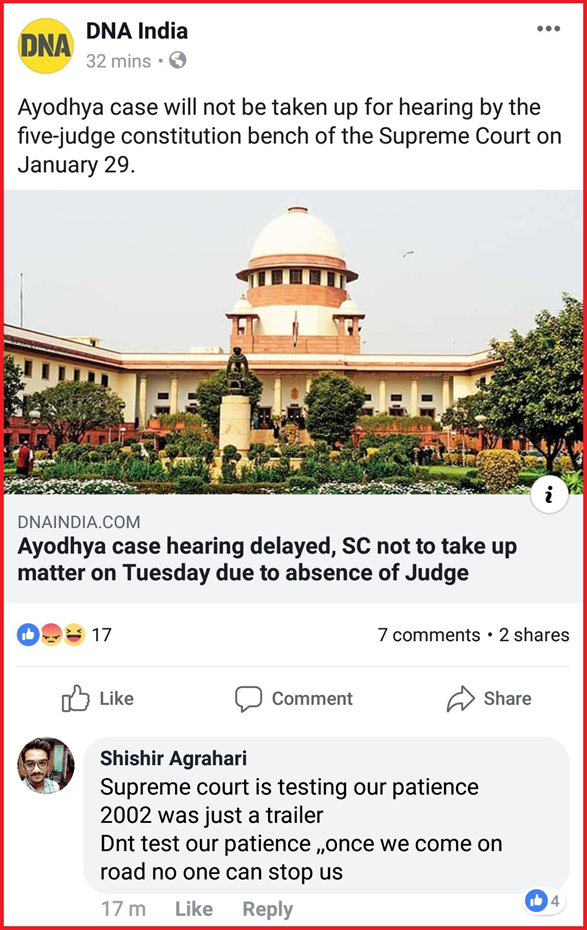 DNA
DNA India
32 mins •
Ayodhya case will not be taken up for hearing by the
five-judge constitution bench of the Supreme Court on
January 29.
i
DNAINDIA.COM
Ayodhya case hearing delayed, SC not to take up
matter on Tuesday due to absence of Judge
17
7 comments • 2 shares
Like
Comment
Share
Shishir Agrahari
Supreme court is testing our patience
2002 was just a trailer
Dnt test our patience ,,once we come on
road no one can stop us
17 m Like Reply
4